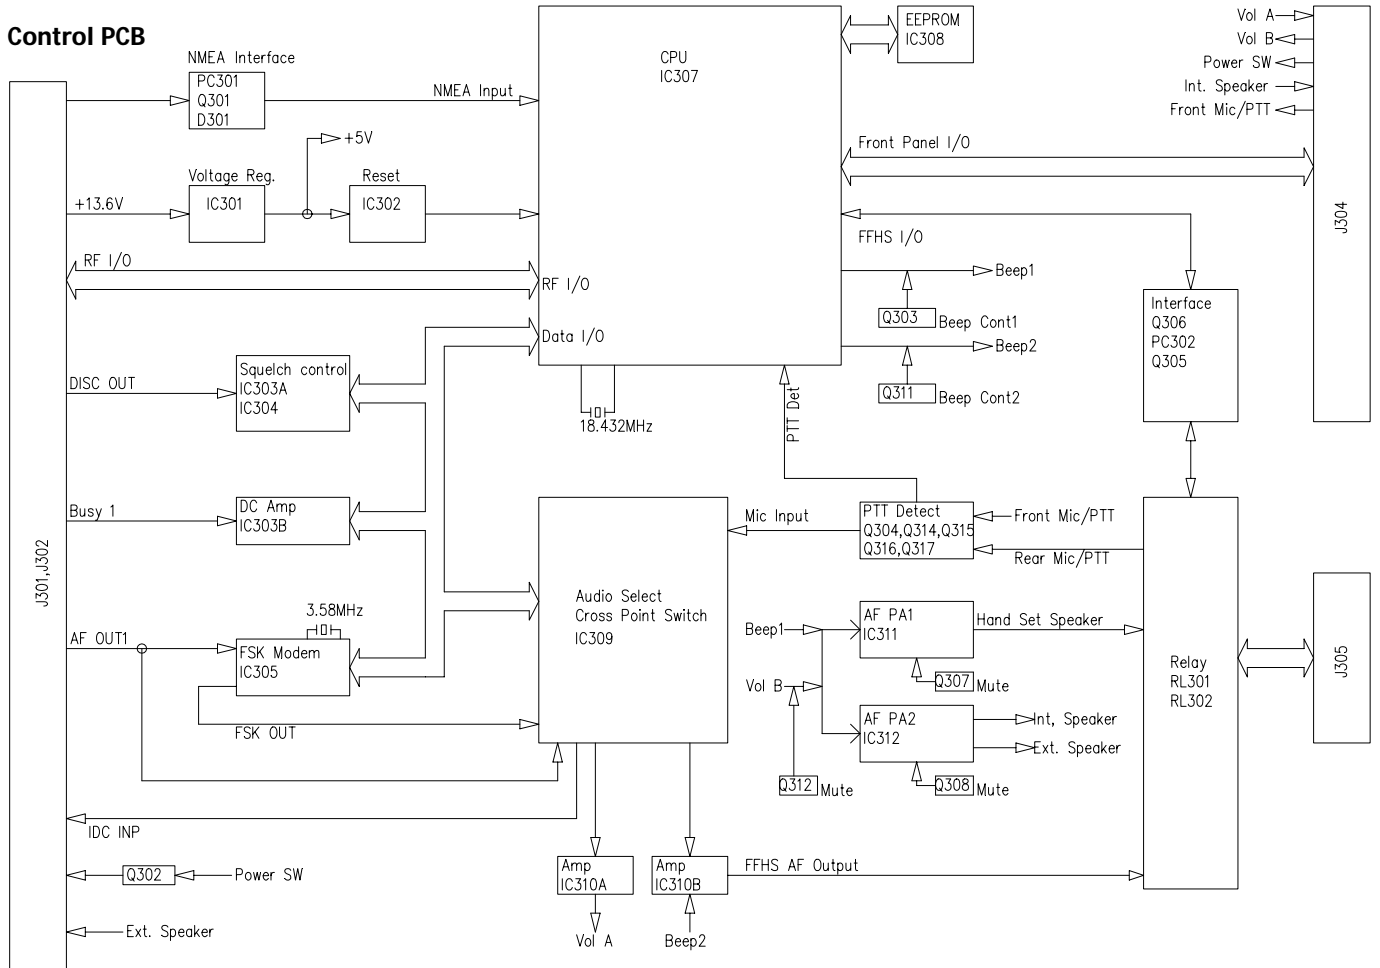 Control PCB
NMEA Interface
PC301
Q301
D301
NMEA Input
CPU
IC307
EEPROM
IC308
Vol A
Vol B
Power SW
Int. Speaker
Front Mic/PTT
+5V
Front Panel I/O
Voltage Reg.
IC301
Reset
IC302
+13.6V
J304
FFHS I/O
RF I/O
RF I/O
Beep1
Q303
Beep Cont1
Beep2
Q311
Beep Cont2
Interface
Q306
PC302
Q305
Data I/O
Squelch control
IC303A
IC304
DISC OUT
18.432MHz
PTT Det
Busy 1
DC Amp
IC303B
J301,J302
Mic Input
PTT Detect
Q304,Q314,Q315
Q316,Q317
Front Mic/PTT
Rear Mic/PTT
Audio Select
Cross Point Switch
IC309
3.58MHz
AF OUT1
FSK Modem
IC305
FSK OUT
Beep1
AF PA1
IC311
Hand Set Speaker
Vol B
Q307
Mute
AF PA2
IC312
Int, Speaker
Ext. Speaker
Q312
Mute
Q308
Mute
Relay
RL301
RL302
J305
IDC INP
Q302
Power SW
Amp
IC310A
Amp
IC310B
FFHS AF Output
Ext. Speaker
Vol A
Beep2